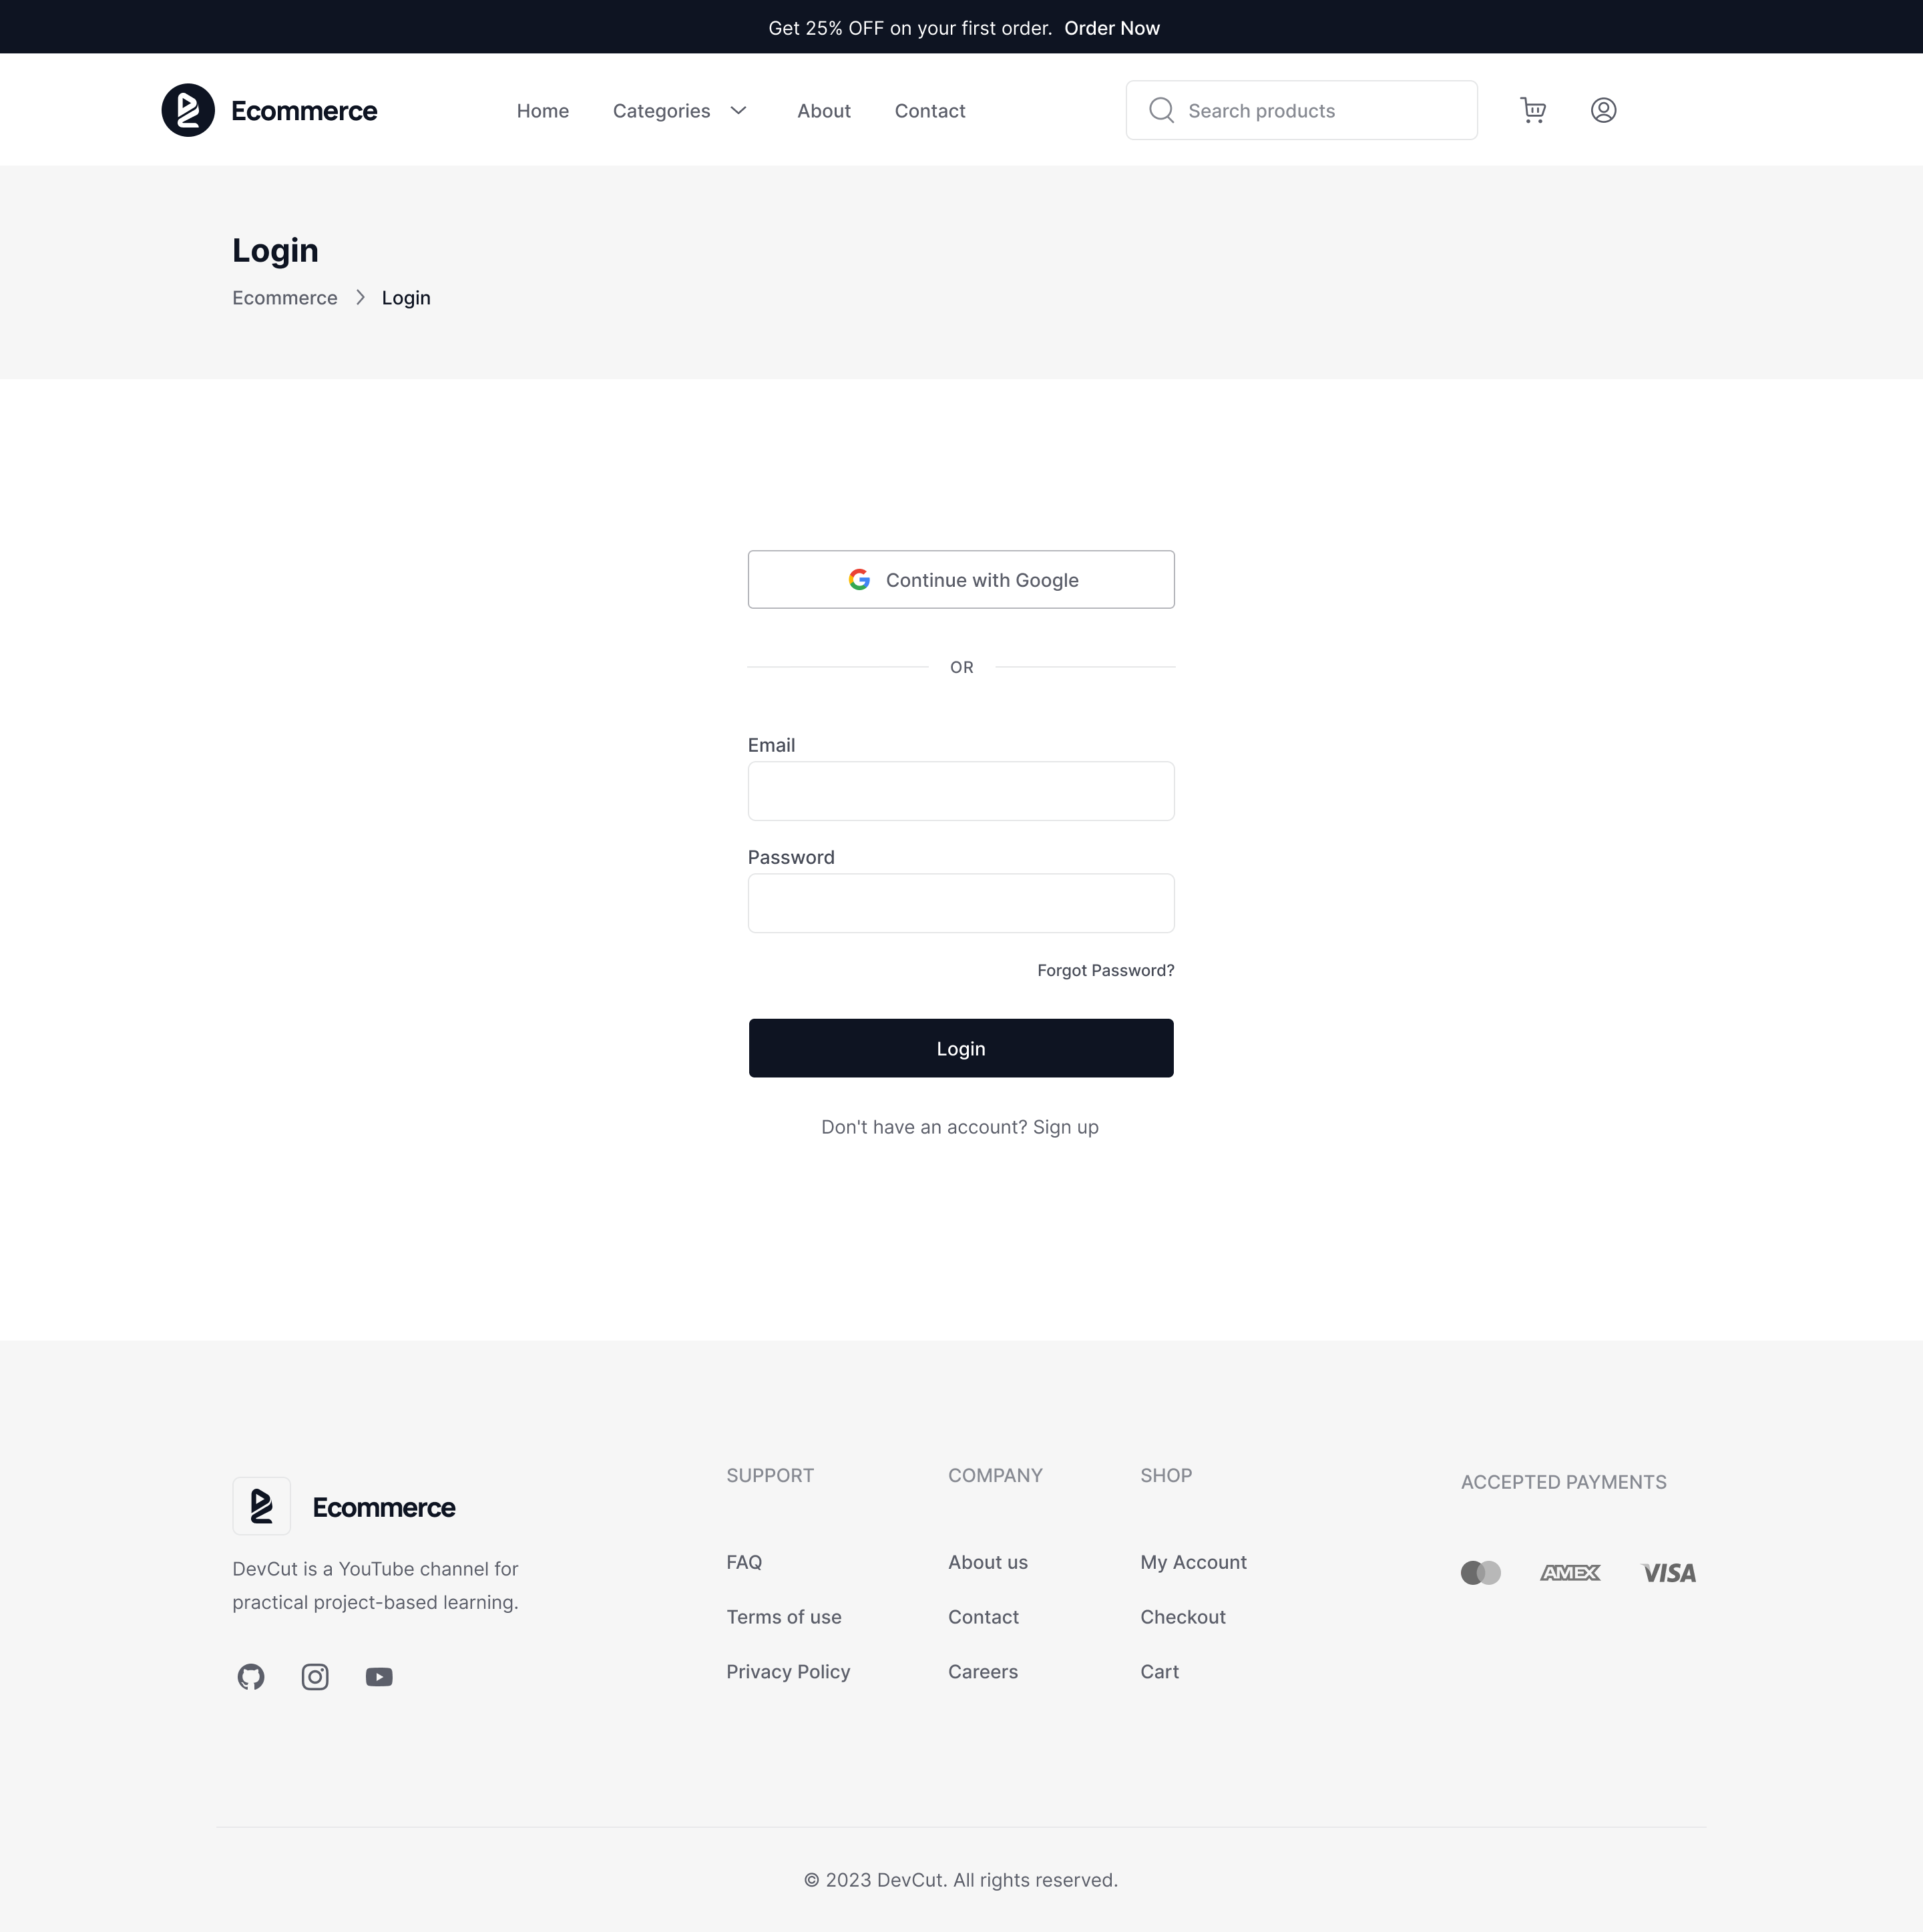 Get 25% OFF on your first order. Order Now
Ecommerce
Home
Categories
About
Contact
Search products
Login
Ecommerce
Login
Continue with Google
OR
Email
Password
Forgot Password?
Login
Don't have an account? Sign up
Ecommerce
DevCut is a YouTube channel for
practical project-based learning.
SUPPORT
FAQ
Terms of use
Privacy Policy
COMPANY
About us
Contact
Careers
SHOP
My Account
Checkout
Cart
ACCEPTED PAYMENTS
AMEX
VISA
© 2023 DevCut. All rights reserved.